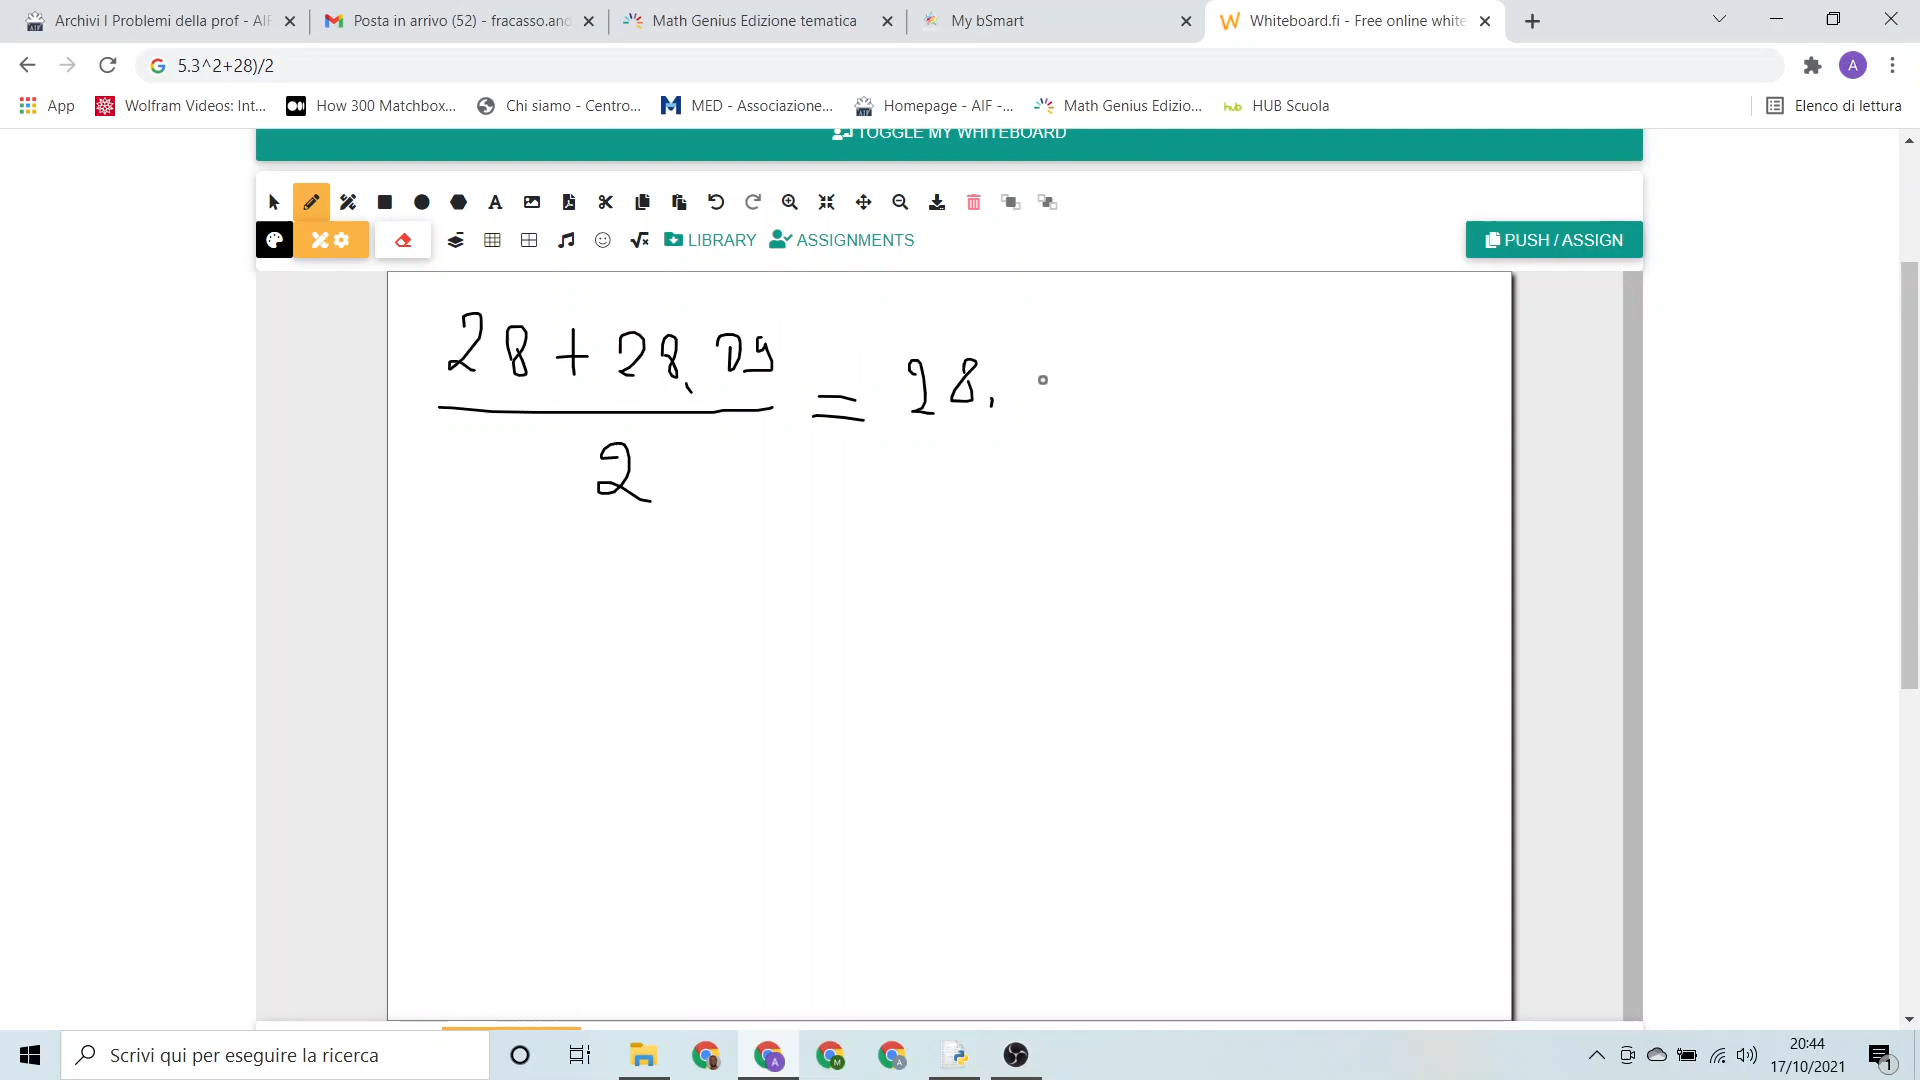 Archivi I Problemi della prof - AIF
Posta in arrivo (52) - fracasso.and
Math Genius Edizione tematica
My bSmart
Whiteboard.fi - Free online white
5.3^2+28)/2
A
App
Wolfram Videos: Int...
How 300 Matchbox...
Chi siamo - Centro...
MED - Associazione...
Homepage - AIF -...
Math Genius Edizio...
HUB Scuola
Elenco di lettura
TOGGLE MY WHITEBOARD
LIBRARY
ASSIGNMENTS
PUSH / ASSIGN
28 + 28,09
= 28,
2
Scrivi qui per eseguire la ricerca
20:44
17/10/2021
1